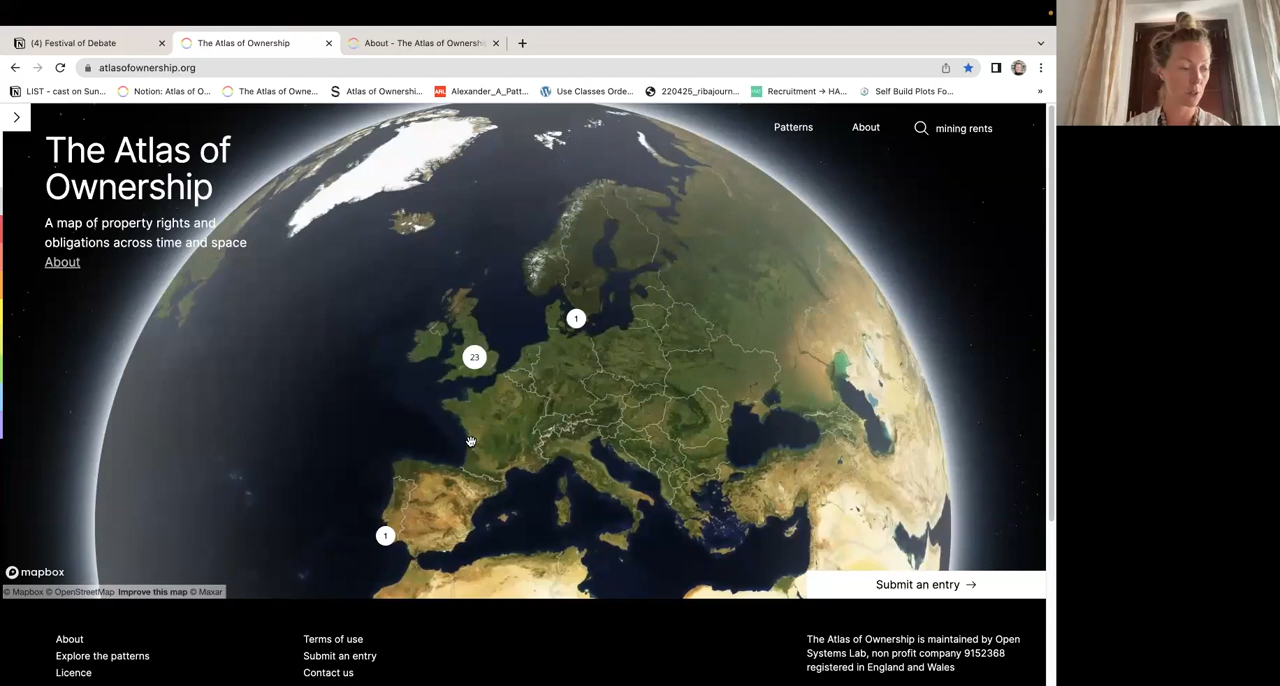 (4) Festival of Debate
The Atlas of Ownership
About - The Atlas of Ownersh
atlasofownership.org
LIST - cast on Sun...
Notion: Atlas of O...
The Atlas of Owne...
Atlas of Ownershi...
Alexander_A_Patt...
Use Classes Orde...
220425_ribajourn...
Recruitment → HA...
Self Build Plots Fo...
»
The Atlas of
Ownership
A map of property rights and
obligations across time and space
About
Patterns
About
mining rents
1
23
1
mapbox
© Mapbox © OpenStreetMap Improve this map © Maxar
Submit an entry →
About
Explore the patterns
Licence
Terms of use
Submit an entry
Contact us
The Atlas of Ownership is maintained by Open
Systems Lab, non profit company 9152368
registered in England and Wales